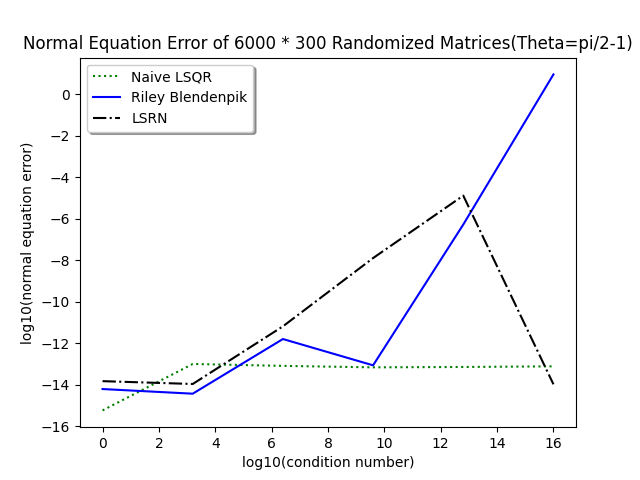 Normal Equation Error of 6000 * 300 Randomized Matrices(Theta=pi/2-1)
Naive LSQR
Riley Blendenpik
LSRN
log10(normal equation error)
0
−2
−4
−6
−8
−10
−12
−14
−16
0 2 4 6 8 10 12 14 16
log10(condition number)